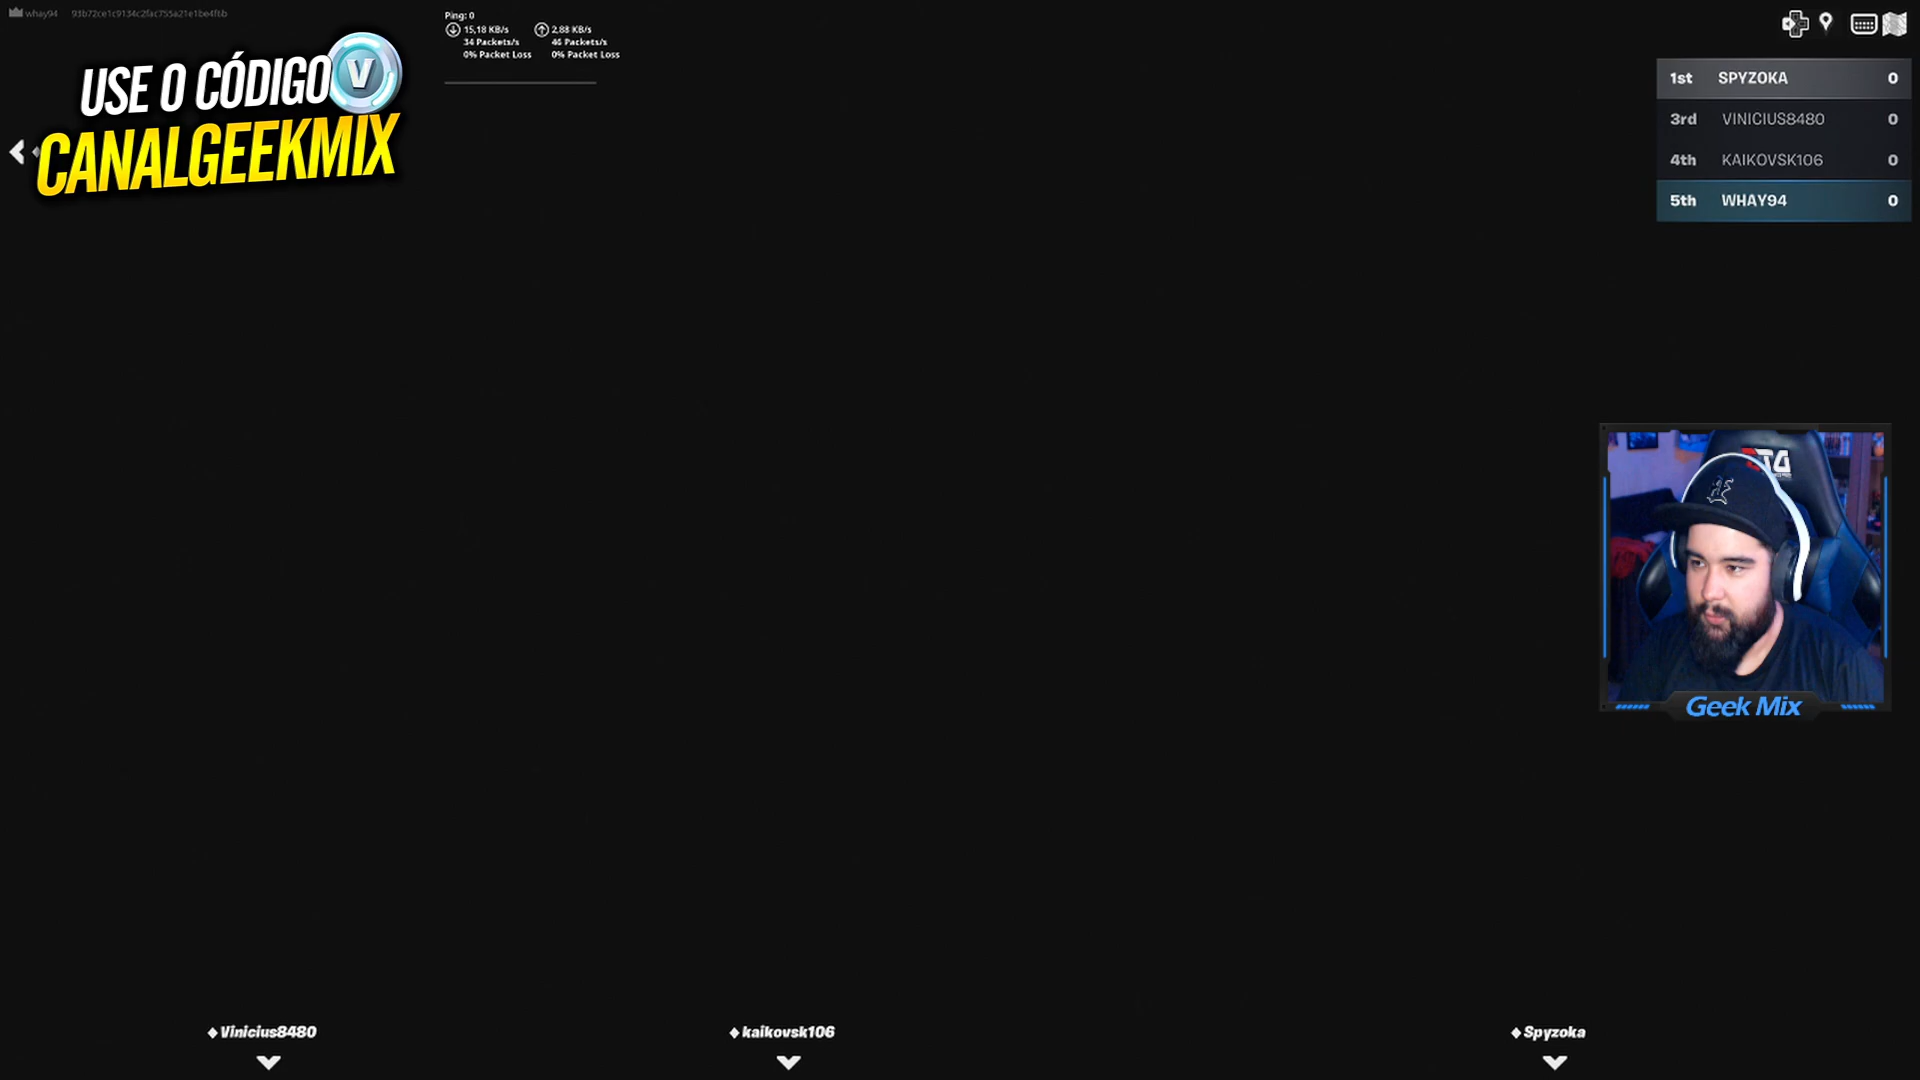 whay94 93b72ce1c9134c2fac755a21e1be4f6b
Ping: 0
15,18 KB/s 2,88 KB/s
34 Packets/s 46 Packets/s
0% Packet Loss 0% Packet Loss
USE O CÓDIGO V
CANALGEEKMIX
1st SPYZOKA 0
3rd VINICIUS8480 0
4th KAIKOVSK106 0
5th WHAY94 0
Geek Mix
Vinicius8480
kaikovsk106
Spyzoka